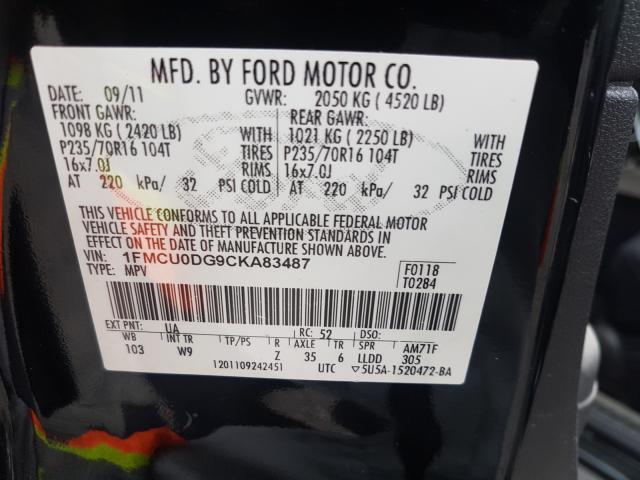 MFD. BY FORD MOTOR CO.
DATE: 09/11 GVWR: 2050 KG ( 4520 LB)
FRONT GAWR: REAR GAWR:
1098 KG ( 2420 LB) WITH 1021 KG ( 2250 LB) WITH
P235/70R16 104T TIRES P235/70R16 104T TIRES
16x7.0J RIMS 16x7.0J RIMS
AT 220 kPa/ 32 PSI COLD AT 220 kPa/ 32 PSI COLD
THIS VEHICLE CONFORMS TO ALL APPLICABLE FEDERAL MOTOR
VEHICLE SAFETY AND THEFT PREVENTION STANDARDS IN
EFFECT ON THE DATE OF MANUFACTURE SHOWN ABOVE.
VIN: 1FMCU0DG9CKA83487
TYPE: MPV
F0118
T0284
EXT PNT: UA RC: 52 DSO:
WB INT TR TP/PS R AXLE TR SPR AM71F
103 W9 Z 35 6 LLDD 305
1201109242451 UTC ▽5U5A-1520472-BA